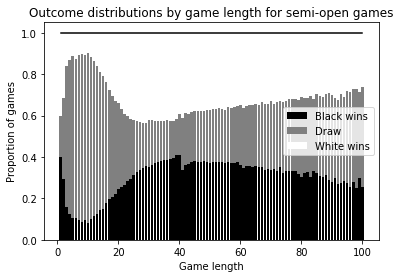 Outcome distributions by game length for semi-open games
1.0
0.8
0.6
0.4
0.2
0.0
Proportion of games
Black wins
Draw
White wins
0 20 40 60 80 100
Game length